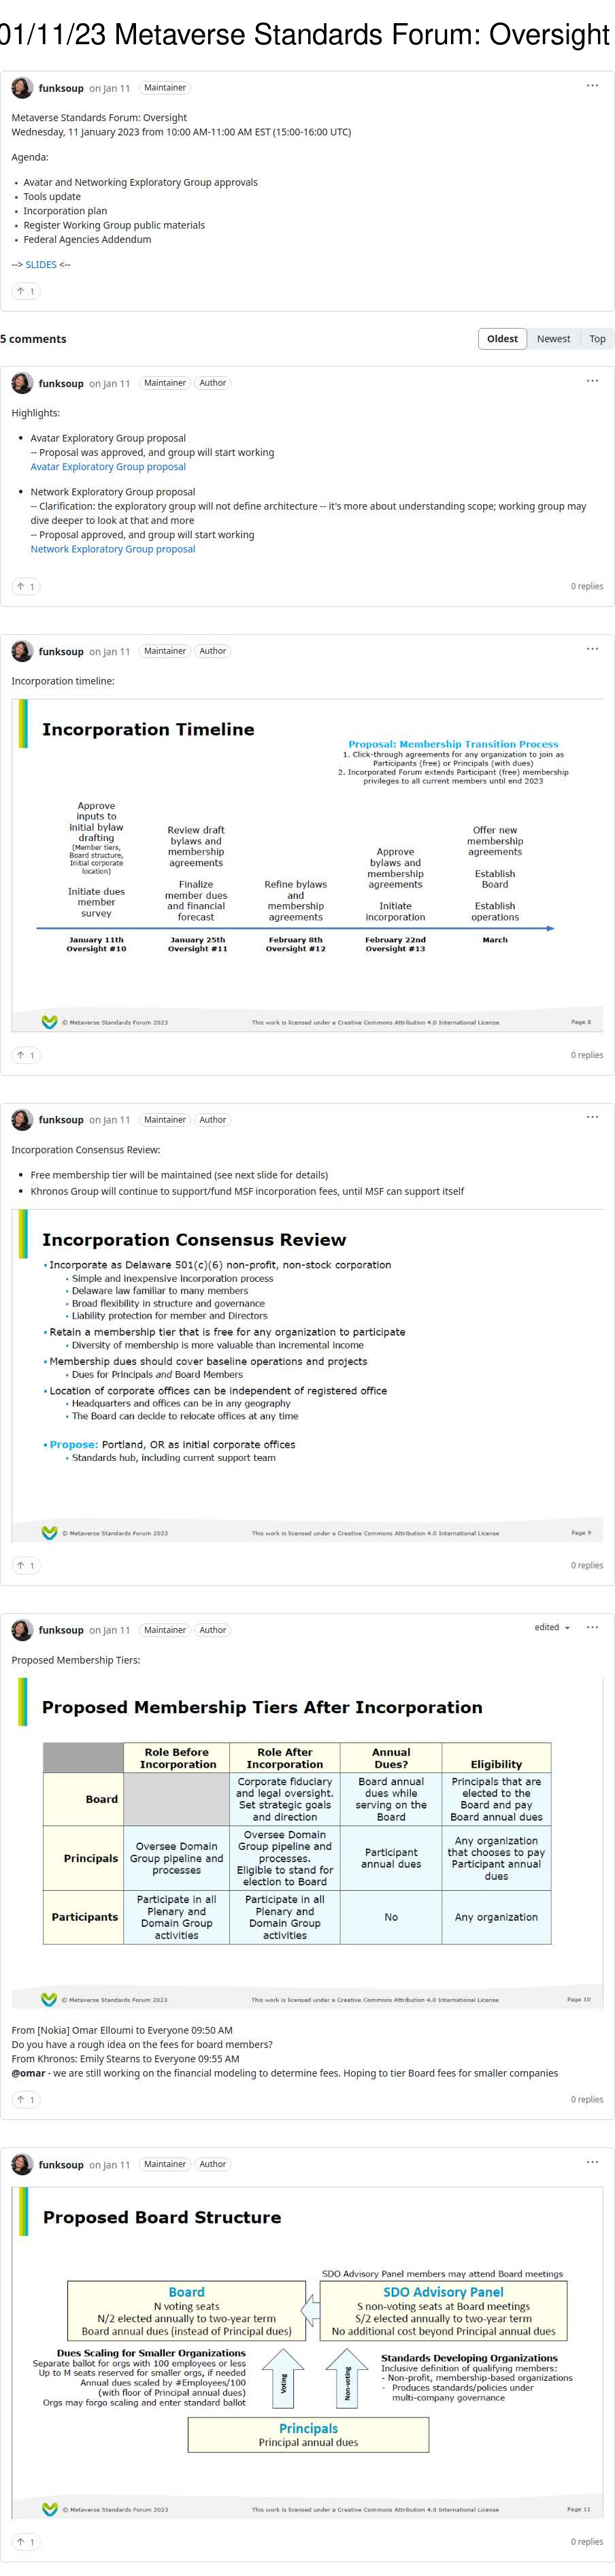 01/11/23 Metaverse Standards Forum: Oversight
funksoup on Jan 11 Maintainer
Metaverse Standards Forum: Oversight
Wednesday, 11 January 2023 from 10:00 AM-11:00 AM EST (15:00-16:00 UTC)
Agenda:
• Avatar and Networking Exploratory Group approvals
• Tools update
• Incorporation plan
• Register Working Group public materials
• Federal Agencies Addendum
--> SLIDES <--
↑ 1
5 comments
Oldest Newest Top
funksoup on Jan 11 Maintainer Author
Highlights:
• Avatar Exploratory Group proposal
-- Proposal was approved, and group will start working
Avatar Exploratory Group proposal
• Network Exploratory Group proposal
-- Clarification: the exploratory group will not define architecture -- it's more about understanding scope; working group may
dive deeper to look at that and more
-- Proposal approved, and group will start working
Network Exploratory Group proposal
↑ 1
0 replies
funksoup on Jan 11 Maintainer Author
Incorporation timeline:
Incorporation Timeline
Proposal: Membership Transition Process
1. Click-through agreements for any organization to join as
Participants (free) or Principals (with dues)
2. Incorporated Forum extends Participant (free) membership
privileges to all current members until end 2023
Approve
inputs to
initial bylaw
drafting
(Member tiers,
Board structure,
Initial corporate
location)
Initiate dues
member
survey
January 11th
Oversight #10
Review draft
bylaws and
membership
agreements
Finalize
member dues
and financial
forecast
January 25th
Oversight #11
Refine bylaws
and
membership
agreements
February 8th
Oversight #12
Approve
bylaws and
membership
agreements
Initiate
incorporation
February 22nd
Oversight #13
Offer new
membership
agreements
Establish
Board
Establish
operations
March
© Metaverse Standards Forum 2023
This work is licensed under a Creative Commons Attribution 4.0 International License
Page 8
↑ 1
0 replies
funksoup on Jan 11 Maintainer Author
Incorporation Consensus Review:
• Free membership tier will be maintained (see next slide for details)
• Khronos Group will continue to support/fund MSF incorporation fees, until MSF can support itself
Incorporation Consensus Review
• Incorporate as Delaware 501(c)(6) non-profit, non-stock corporation
• Simple and inexpensive incorporation process
• Delaware law familiar to many members
• Broad flexibility in structure and governance
• Liability protection for member and Directors
• Retain a membership tier that is free for any organization to participate
• Diversity of membership is more valuable than incremental income
• Membership dues should cover baseline operations and projects
• Dues for Principals and Board Members
• Location of corporate offices can be independent of registered office
• Headquarters and offices can be in any geography
• The Board can decide to relocate offices at any time
• Propose: Portland, OR as initial corporate offices
• Standards hub, including current support team
© Metaverse Standards Forum 2023
This work is licensed under a Creative Commons Attribution 4.0 International License
Page 9
↑ 1
0 replies
funksoup on Jan 11 Maintainer Author
edited
Proposed Membership Tiers:
Proposed Membership Tiers After Incorporation
Role Before
Incorporation
Role After
Incorporation
Annual
Dues?
Eligibility
Board
Corporate fiduciary
and legal oversight.
Set strategic goals
and direction
Board annual
dues while
serving on the
Board
Principals that are
elected to the
Board and pay
Board annual dues
Principals
Oversee Domain
Group pipeline and
processes
Oversee Domain
Group pipeline and
processes.
Eligible to stand for
election to Board
Participant
annual dues
Any organization
that chooses to pay
Participant annual
dues
Participants
Participate in all
Plenary and
Domain Group
activities
Participate in all
Plenary and
Domain Group
activities
No
Any organization
© Metaverse Standards Forum 2023
This work is licensed under a Creative Commons Attribution 4.0 International License
Page 10
From [Nokia] Omar Elloumi to Everyone 09:50 AM
Do you have a rough idea on the fees for board members?
From Khronos: Emily Stearns to Everyone 09:55 AM
@omar - we are still working on the financial modeling to determine fees. Hoping to tier Board fees for smaller companies
↑ 1
0 replies
funksoup on Jan 11 Maintainer Author
Proposed Board Structure
SDO Advisory Panel members may attend Board meetings
Board
N voting seats
N/2 elected annually to two-year term
Board annual dues (instead of Principal dues)
SDO Advisory Panel
S non-voting seats at Board meetings
S/2 elected annually to two-year term
No additional cost beyond Principal annual dues
Dues Scaling for Smaller Organizations
Separate ballot for orgs with 100 employees or less
Up to M seats reserved for smaller orgs, if needed
Annual dues scaled by #Employees/100
(with floor of Principal annual dues)
Orgs may forgo scaling and enter standard ballot
Voting
Non-voting
Standards Developing Organizations
Inclusive definition of qualifying members:
- Non-profit, membership-based organizations
- Produces standards/policies under
multi-company governance
Principals
Principal annual dues
© Metaverse Standards Forum 2023
This work is licensed under a Creative Commons Attribution 4.0 International License
Page 11
↑ 1
0 replies